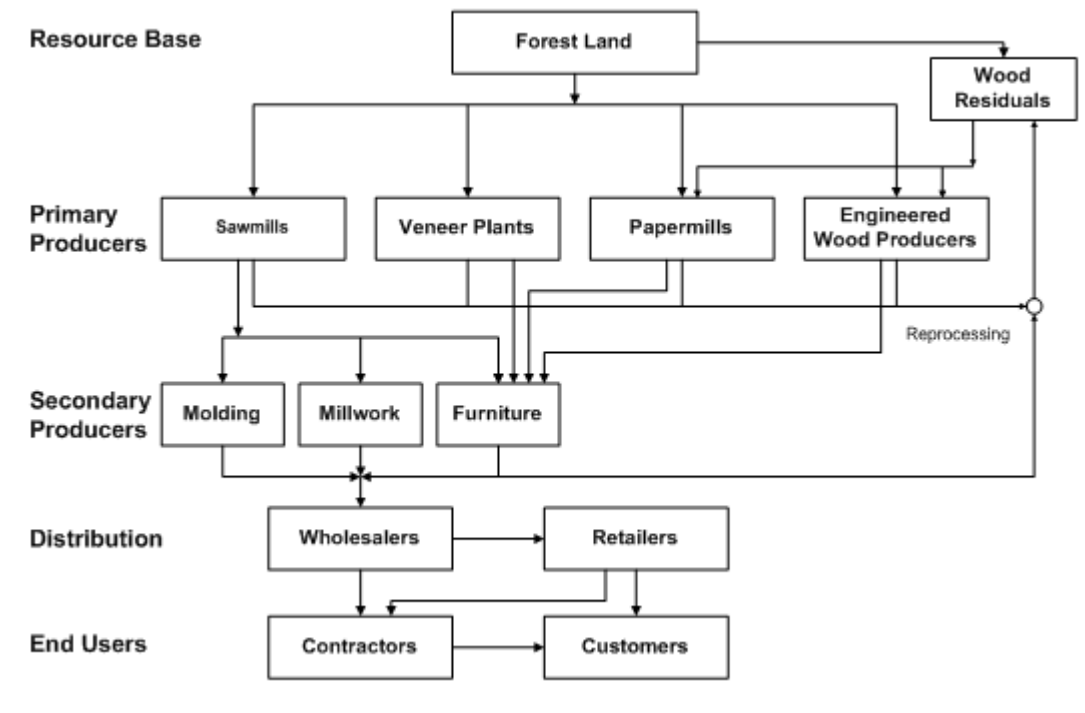 Resource Base
Forest Land
Wood
Residuals
Primary
Producers
Sawmills
Veneer Plants
Papermills
Engineered
Wood Producers
Reprocessing
Secondary
Producers
Molding
Millwork
Furniture
Distribution
Wholesalers
Retailers
End Users
Contractors
Customers